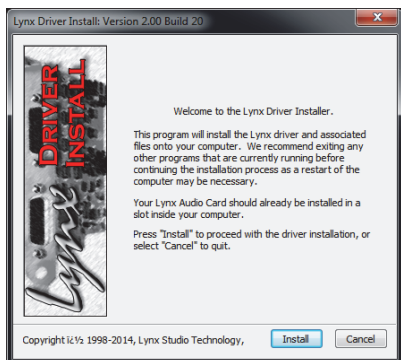 Lynx Driver Install: Version 2.00 Build 20
DRIVER
INSTALL
Lynx
Welcome to the Lynx Driver Installer.
This program will install the Lynx driver and associated
files onto your computer. We recommend exiting any
other programs that are currently running before
continuing the installation process as a restart of the
computer may be necessary.
Your Lynx Audio Card should already be installed in a
slot inside your computer.
Press "Install" to proceed with the driver installation, or
select "Cancel" to quit.
Copyright ï¿½ 1998-2014, Lynx Studio Technology,
Install
Cancel